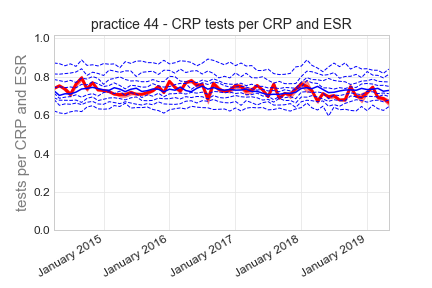 practice 44 - CRP tests per CRP and ESR
tests per CRP and ESR
1.0
0.8
0.6
0.4
0.2
0.0
January 2015
January 2016
January 2017
January 2018
January 2019